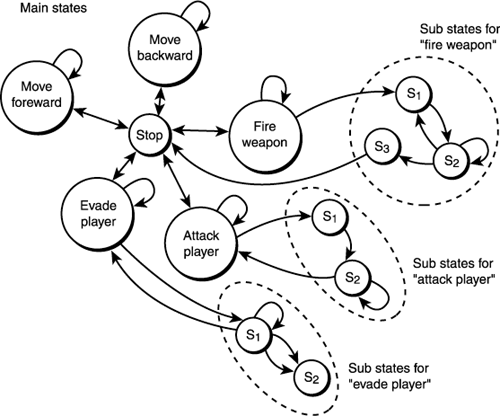 Main states
Sub states for
"fire weapon"
Move
backward
Move
foreward
S1
Stop
Fire
weapon
S3
S2
Evade
player
Attack
player
S1
S2
Sub states for
"attack player"
S1
S2
Sub states for
"evade player"